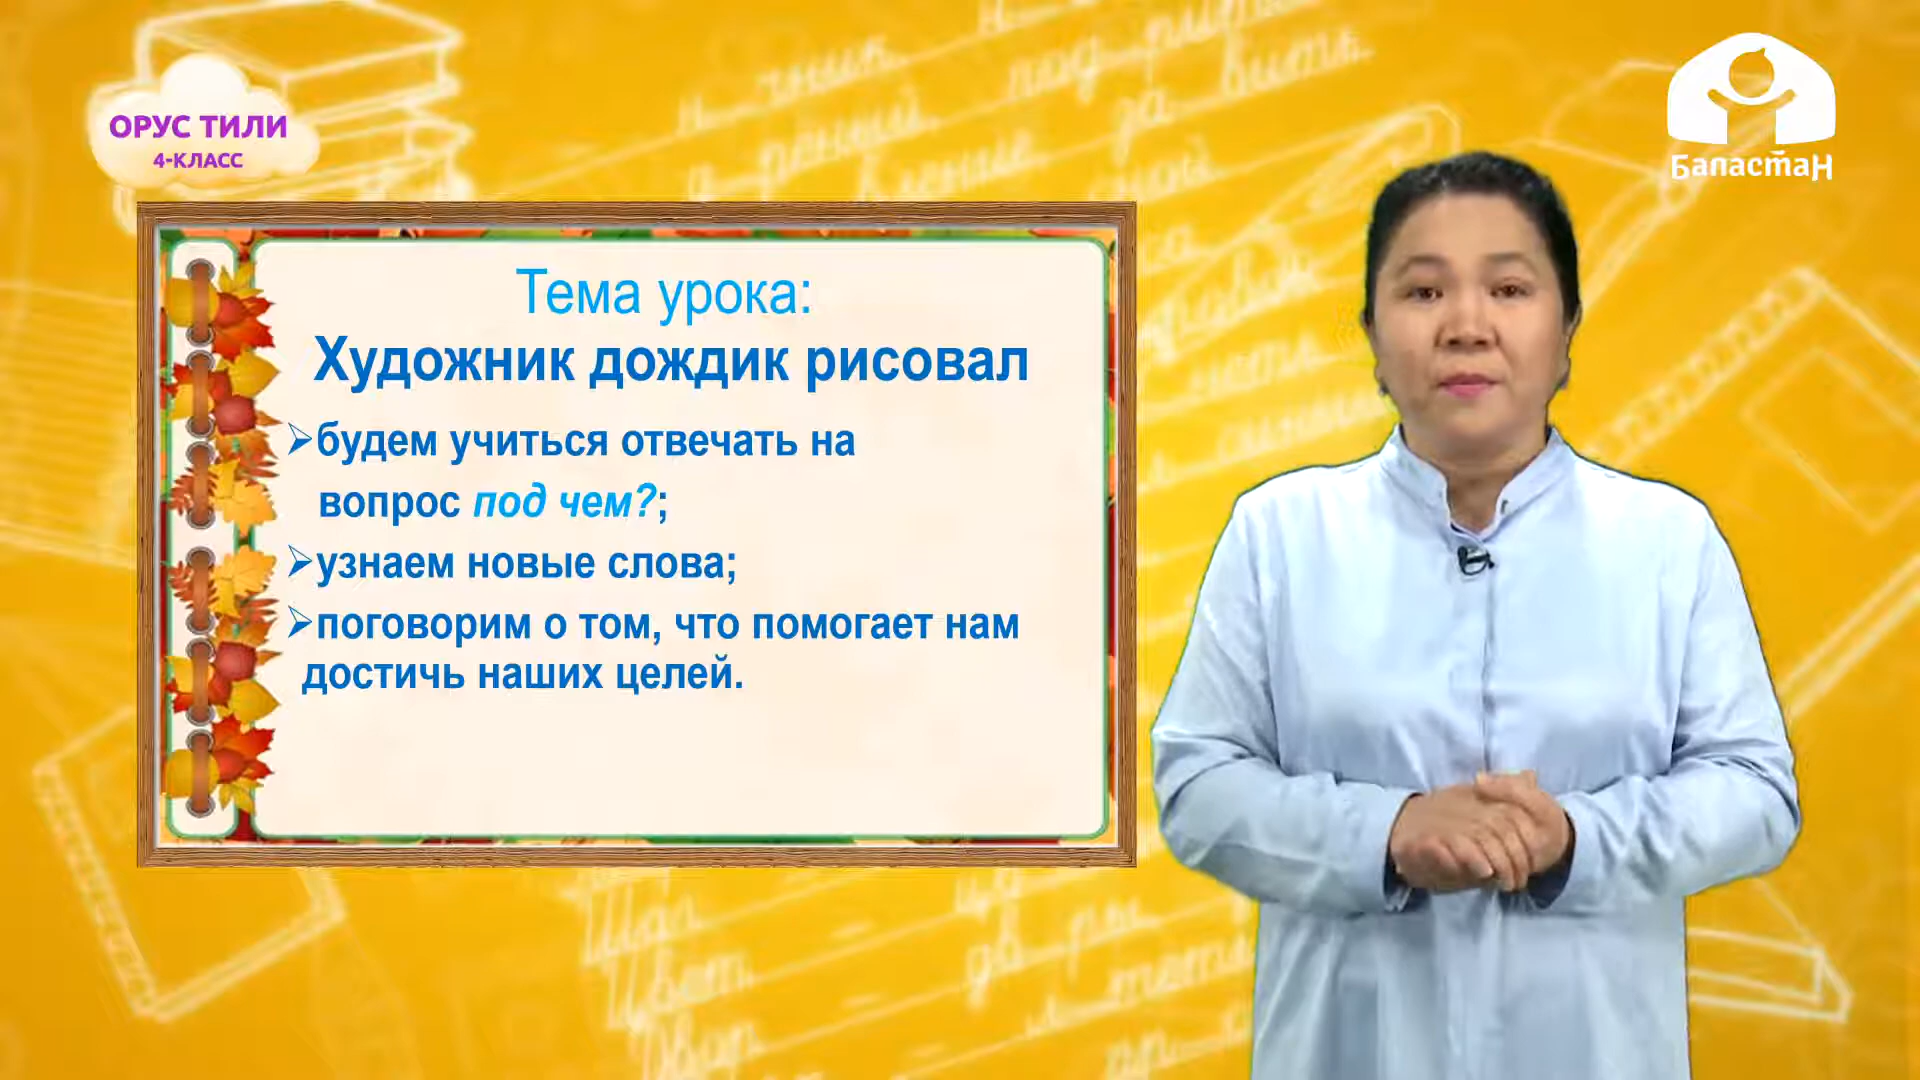 ОРУС ТИЛИ
4-КЛАСС
Баластан
Тема урока:
Художник дождик рисовал
будем учиться отвечать на
вопрос под чем?;
узнаем новые слова;
поговорим о том, что помогает нам
достичь наших целей.